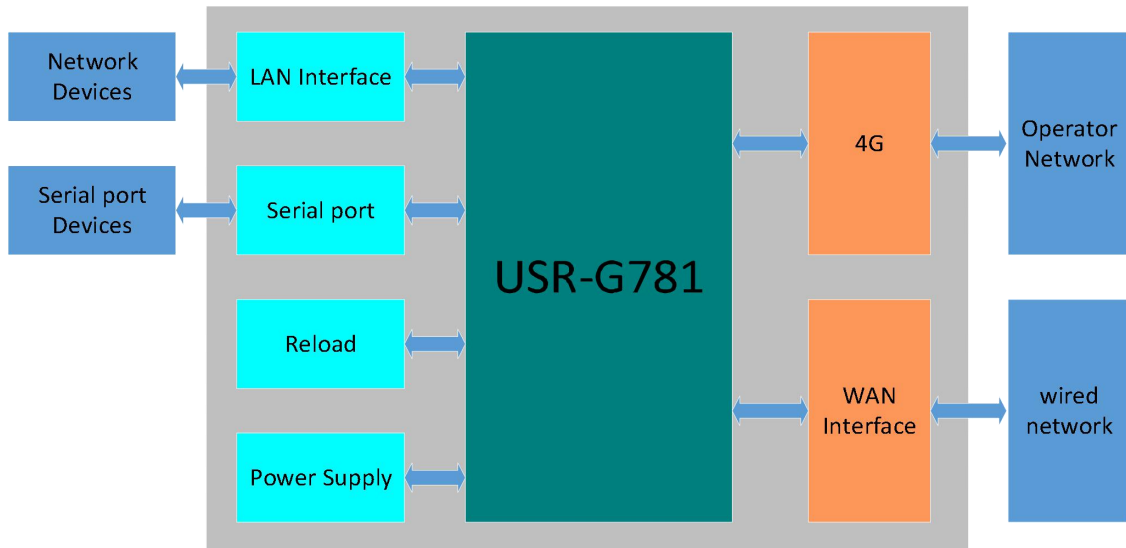 Network
Devices
LAN Interface
Serial port
Devices
Serial port
Reload
Power Supply
USR-G781
4G
WAN
Interface
Operator
Network
wired
network